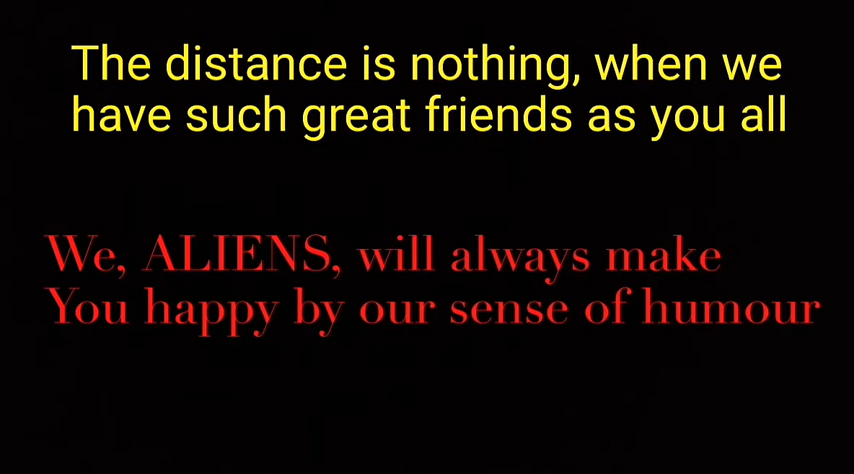 The distance is nothing, when we
have such great friends as you all
We, ALIENS, will always make
You happy by our sense of humour